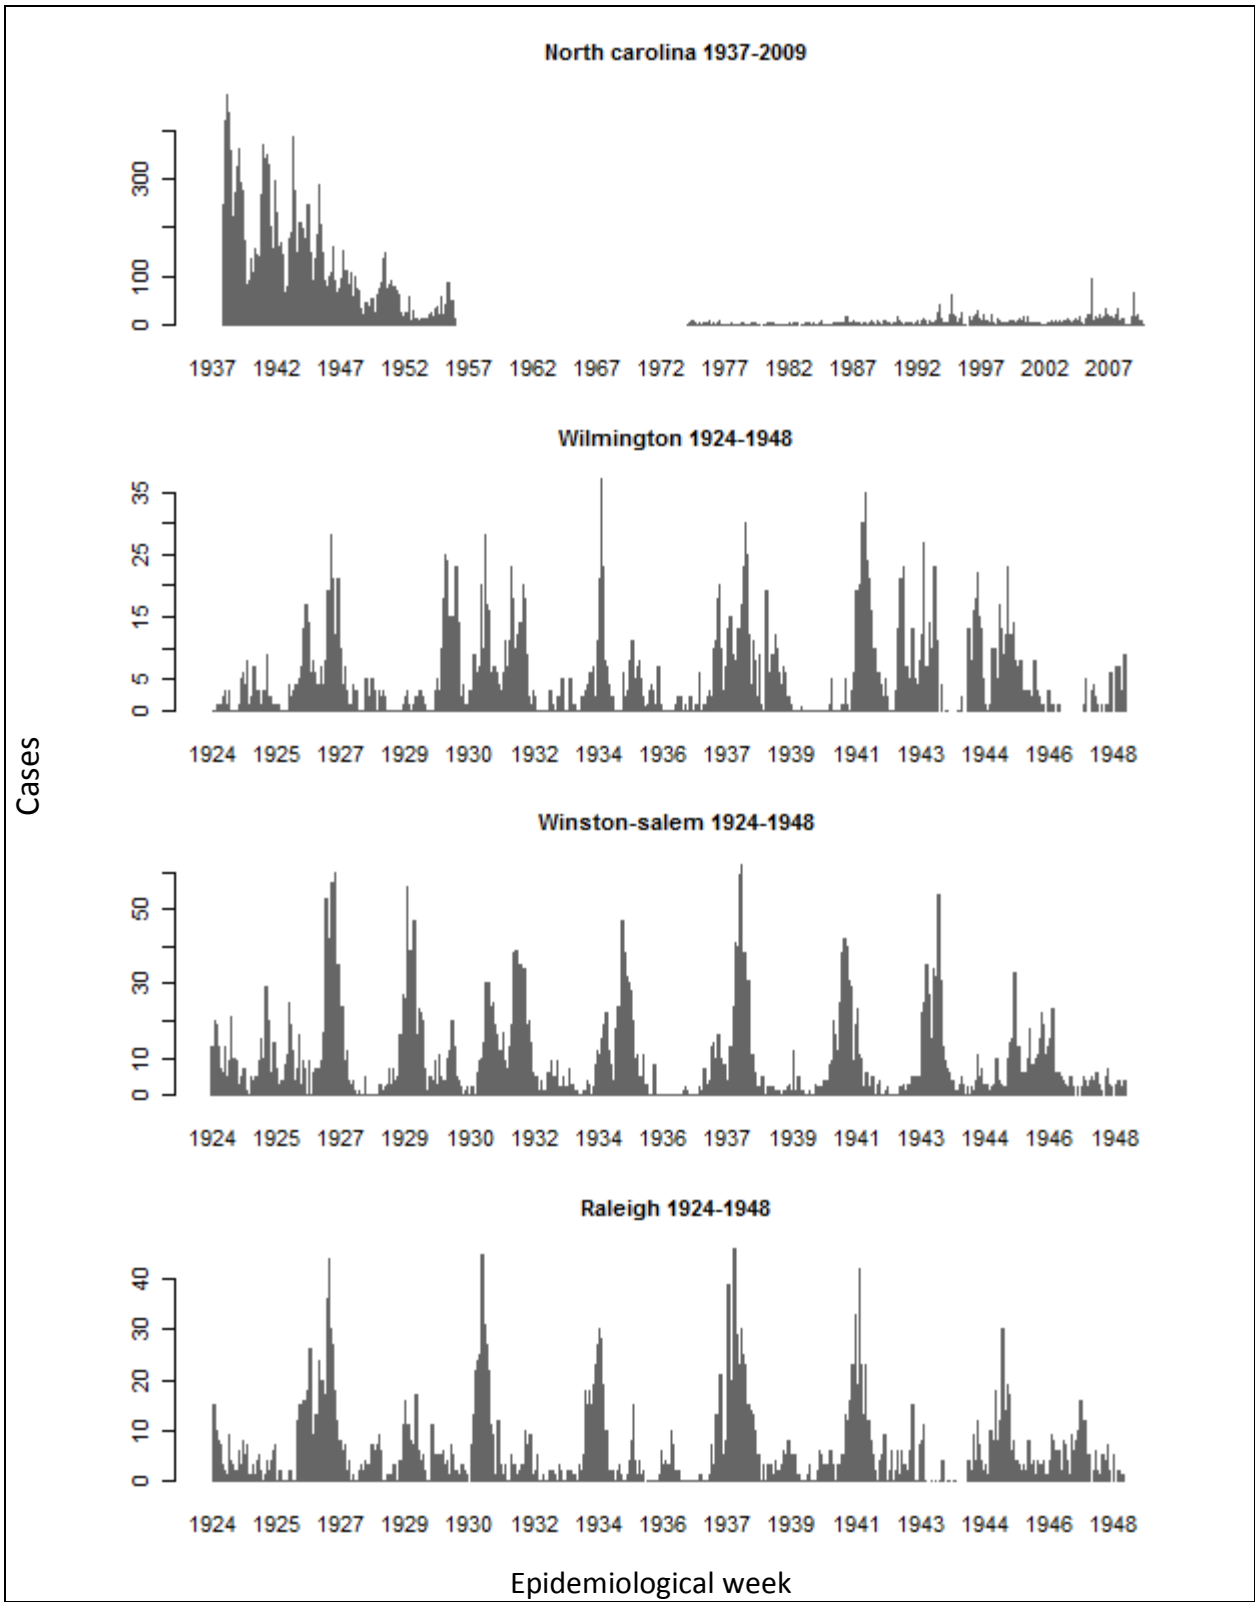 North carolina 1937-2009
300
100
0
1937 1942 1947 1952 1957 1962 1967 1972 1977 1982 1987 1992 1997 2002 2007
Wilmington 1924-1948
35
25
15
5
0
1924 1925 1927 1929 1930 1932 1934 1936 1937 1939 1941 1943 1944 1946 1948
Cases
Winston-salem 1924-1948
50
30
10
0
1924 1925 1927 1929 1930 1932 1934 1936 1937 1939 1941 1943 1944 1946 1948
Raleigh 1924-1948
40
30
20
10
0
1924 1925 1927 1929 1930 1932 1934 1936 1937 1939 1941 1943 1944 1946 1948
Epidemiological week